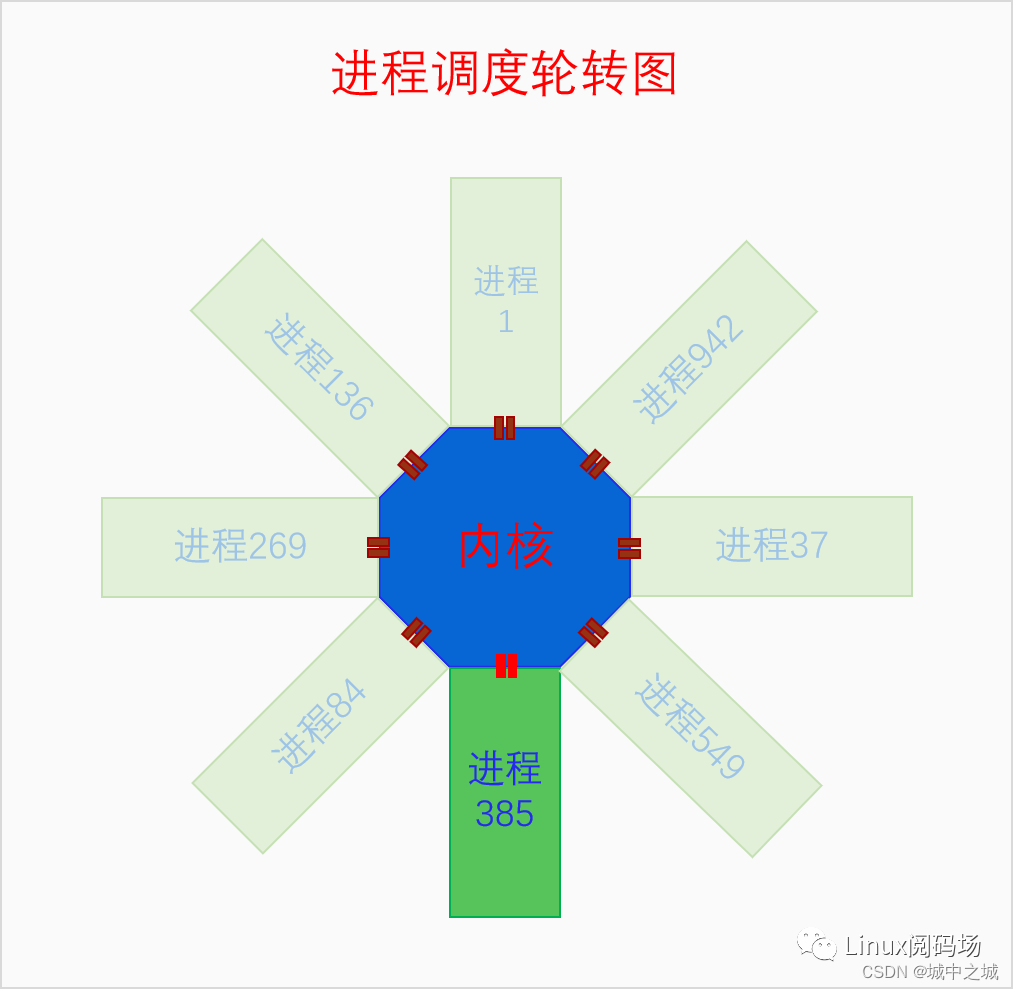 进程调度轮转图
进程
1
进程136
进程942
进程269
内核
进程37
进程84
进程549
进程
385
Linux阅码场
CSDN @城中之城